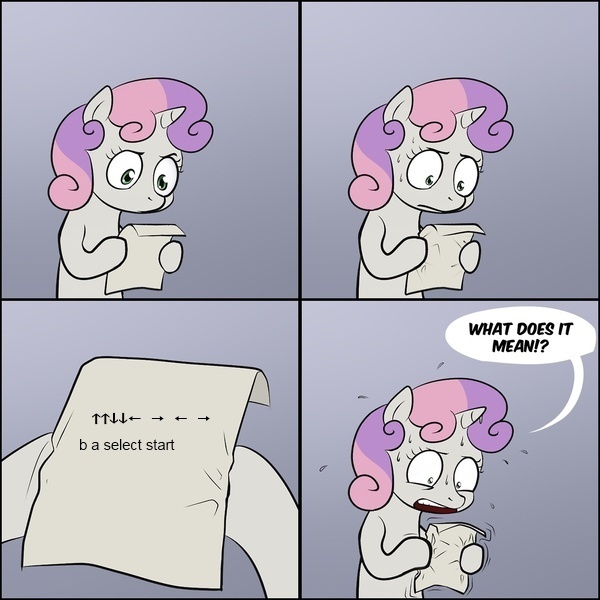 ↑↑↓↓← → ← →
b a select start
WHAT DOES IT
MEAN!?